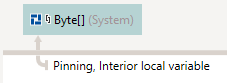 Byte[] (System)
Pinning, Interior local variable